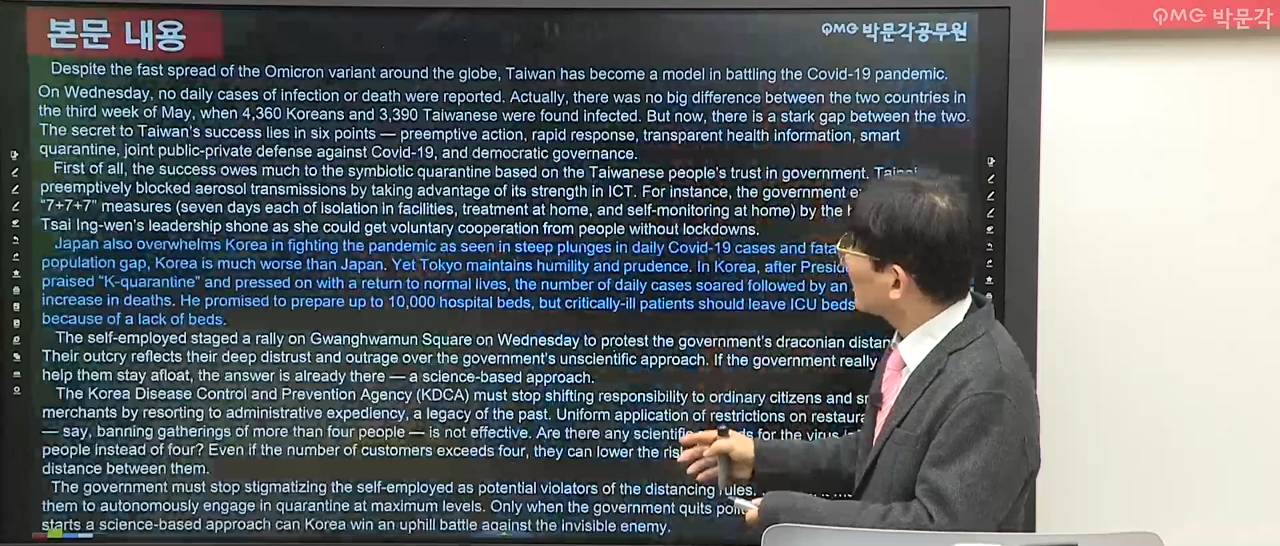 QMG 박문각
본문 내용
QMG 박문각공무원
Despite the fast spread of the Omicron variant around the globe, Taiwan has become a model in battling the Covid-19 pandemic.
On Wednesday, no daily cases of infection or death were reported. Actually, there was no big difference between the two countries in
the third week of May, when 4,360 Koreans and 3,390 Taiwanese were found infected. But now, there is a stark gap between the two.
The secret to Taiwan's success lies in six points — preemptive action, rapid response, transparent health information, smart
quarantine, joint public-private defense against Covid-19, and democratic governance.
First of all, the success owes much to the symbiotic quarantine based on the Taiwanese people's trust in government.
preemptively blocked aerosol transmissions by taking advantage of its strength in ICT. For instance, the government
"7+7+7" measures (seven days each of isolation in facilities, treatment at home, and self-monitoring at home) by the
Tsai Ing-wen's leadership shone as she could get voluntary cooperation from people without lockdowns.
Japan also overwhelms Korea in fighting the pandemic as seen in steep plunges in daily Covid-19 cases and
population gap, Korea is much worse than Japan. Yet Tokyo maintains humility and prudence. In Korea, after
praised "K-quarantine" and pressed on with a return to normal lives, the number of daily cases soared followed by an
increase in deaths. He promised to prepare up to 10,000 hospital beds, but critically-ill patients should leave ICU beds
because of a lack of beds.
The self-employed staged a rally on Gwanghwamun Square on Wednesday to protest the government's draconian
Their outcry reflects their deep distrust and outrage over the government's unscientific approach. If the government really
help them stay afloat, the answer is already there — a science-based approach.
The Korea Disease Control and Prevention Agency (KDCA) must stop shifting responsibility to ordinary citizens and
merchants by resorting to administrative expediency, a legacy of the past. Uniform application of restrictions on
— say, banning gatherings of more than four people — is not effective. Are there any for the virus
people instead of four? Even if the number of customers exceeds four, they can lower the
distance between them.
The government must stop stigmatizing the self-employed as potential violators of the distancing rules.
them to autonomously engage in quarantine at maximum levels. Only when the government quits
starts a science-based approach can Korea win an uphill battle against the invisible enemy.